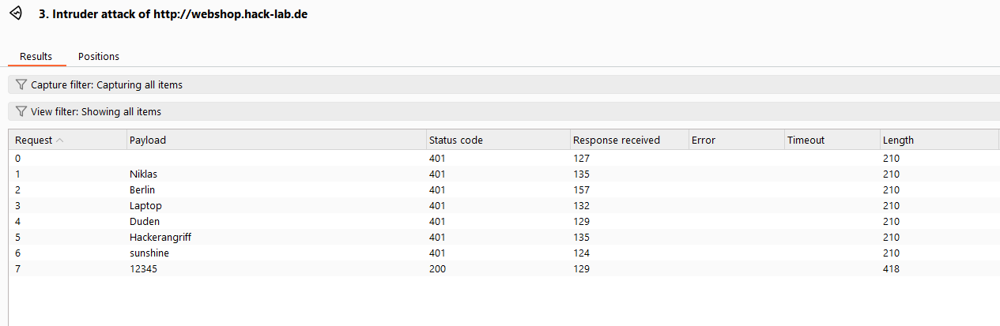 3. Intruder attack of http://webshop.hack-lab.de
Results Positions
Capture filter: Capturing all items
View filter: Showing all items
Request Payload Status code Response received Error Timeout Length
0 401 127 210
1 Niklas 401 135 210
2 Berlin 401 157 210
3 Laptop 401 132 210
4 Duden 401 129 210
5 Hackerangriff 401 135 210
6 sunshine 401 124 210
7 12345 200 129 418